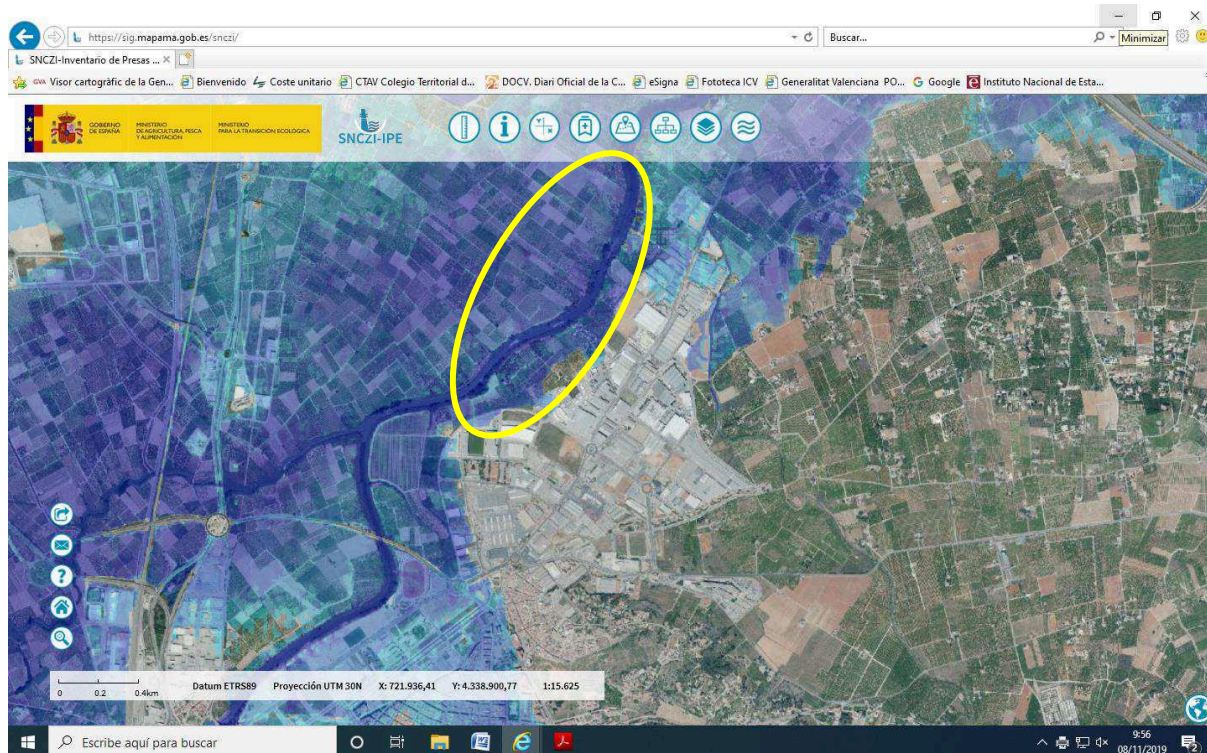 Minimizar
https://sig.mapama.gob.es/snczi/
Buscar...
SNCZI-Inventario de Presas ...
GVA Visor cartogràfic de la Gen...
Bienvenido
Coste unitario
CTAV Colegio Territorial d...
DOCV. Diari Oficial de la C...
eSigna
Fototeca ICV
Generalitat Valenciana PO...
Google
Instituto Nacional de Esta...
GOBIERNO
DE ESPAÑA
MINISTERIO
DE AGRICULTURA, PESCA
Y ALIMENTACIÓN
MINISTERIO
PARA LA TRANSICIÓN ECOLÓGICA
SNCZI-IPE
0 0.2 0.4km
Datum ETRS89 Proyección UTM 30N X: 721.936,41 Y: 4.338.900,77 1:15.625
Escribe aquí para buscar
9:56
08/11/2019
2